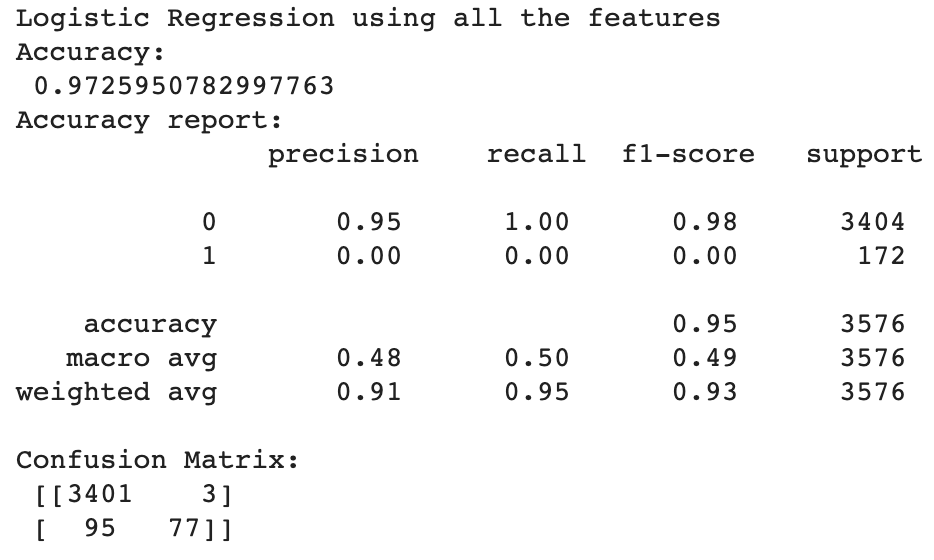 Logistic Regression using all the features
Accuracy:
 0.9725950782997763
Accuracy report:
              precision    recall  f1-score   support

           0       0.95      1.00      0.98      3404
           1       0.00      0.00      0.00       172

    accuracy                           0.95      3576
   macro avg       0.48      0.50      0.49      3576
weighted avg       0.91      0.95      0.93      3576

Confusion Matrix:
 [[3401    3]
 [  95   77]]